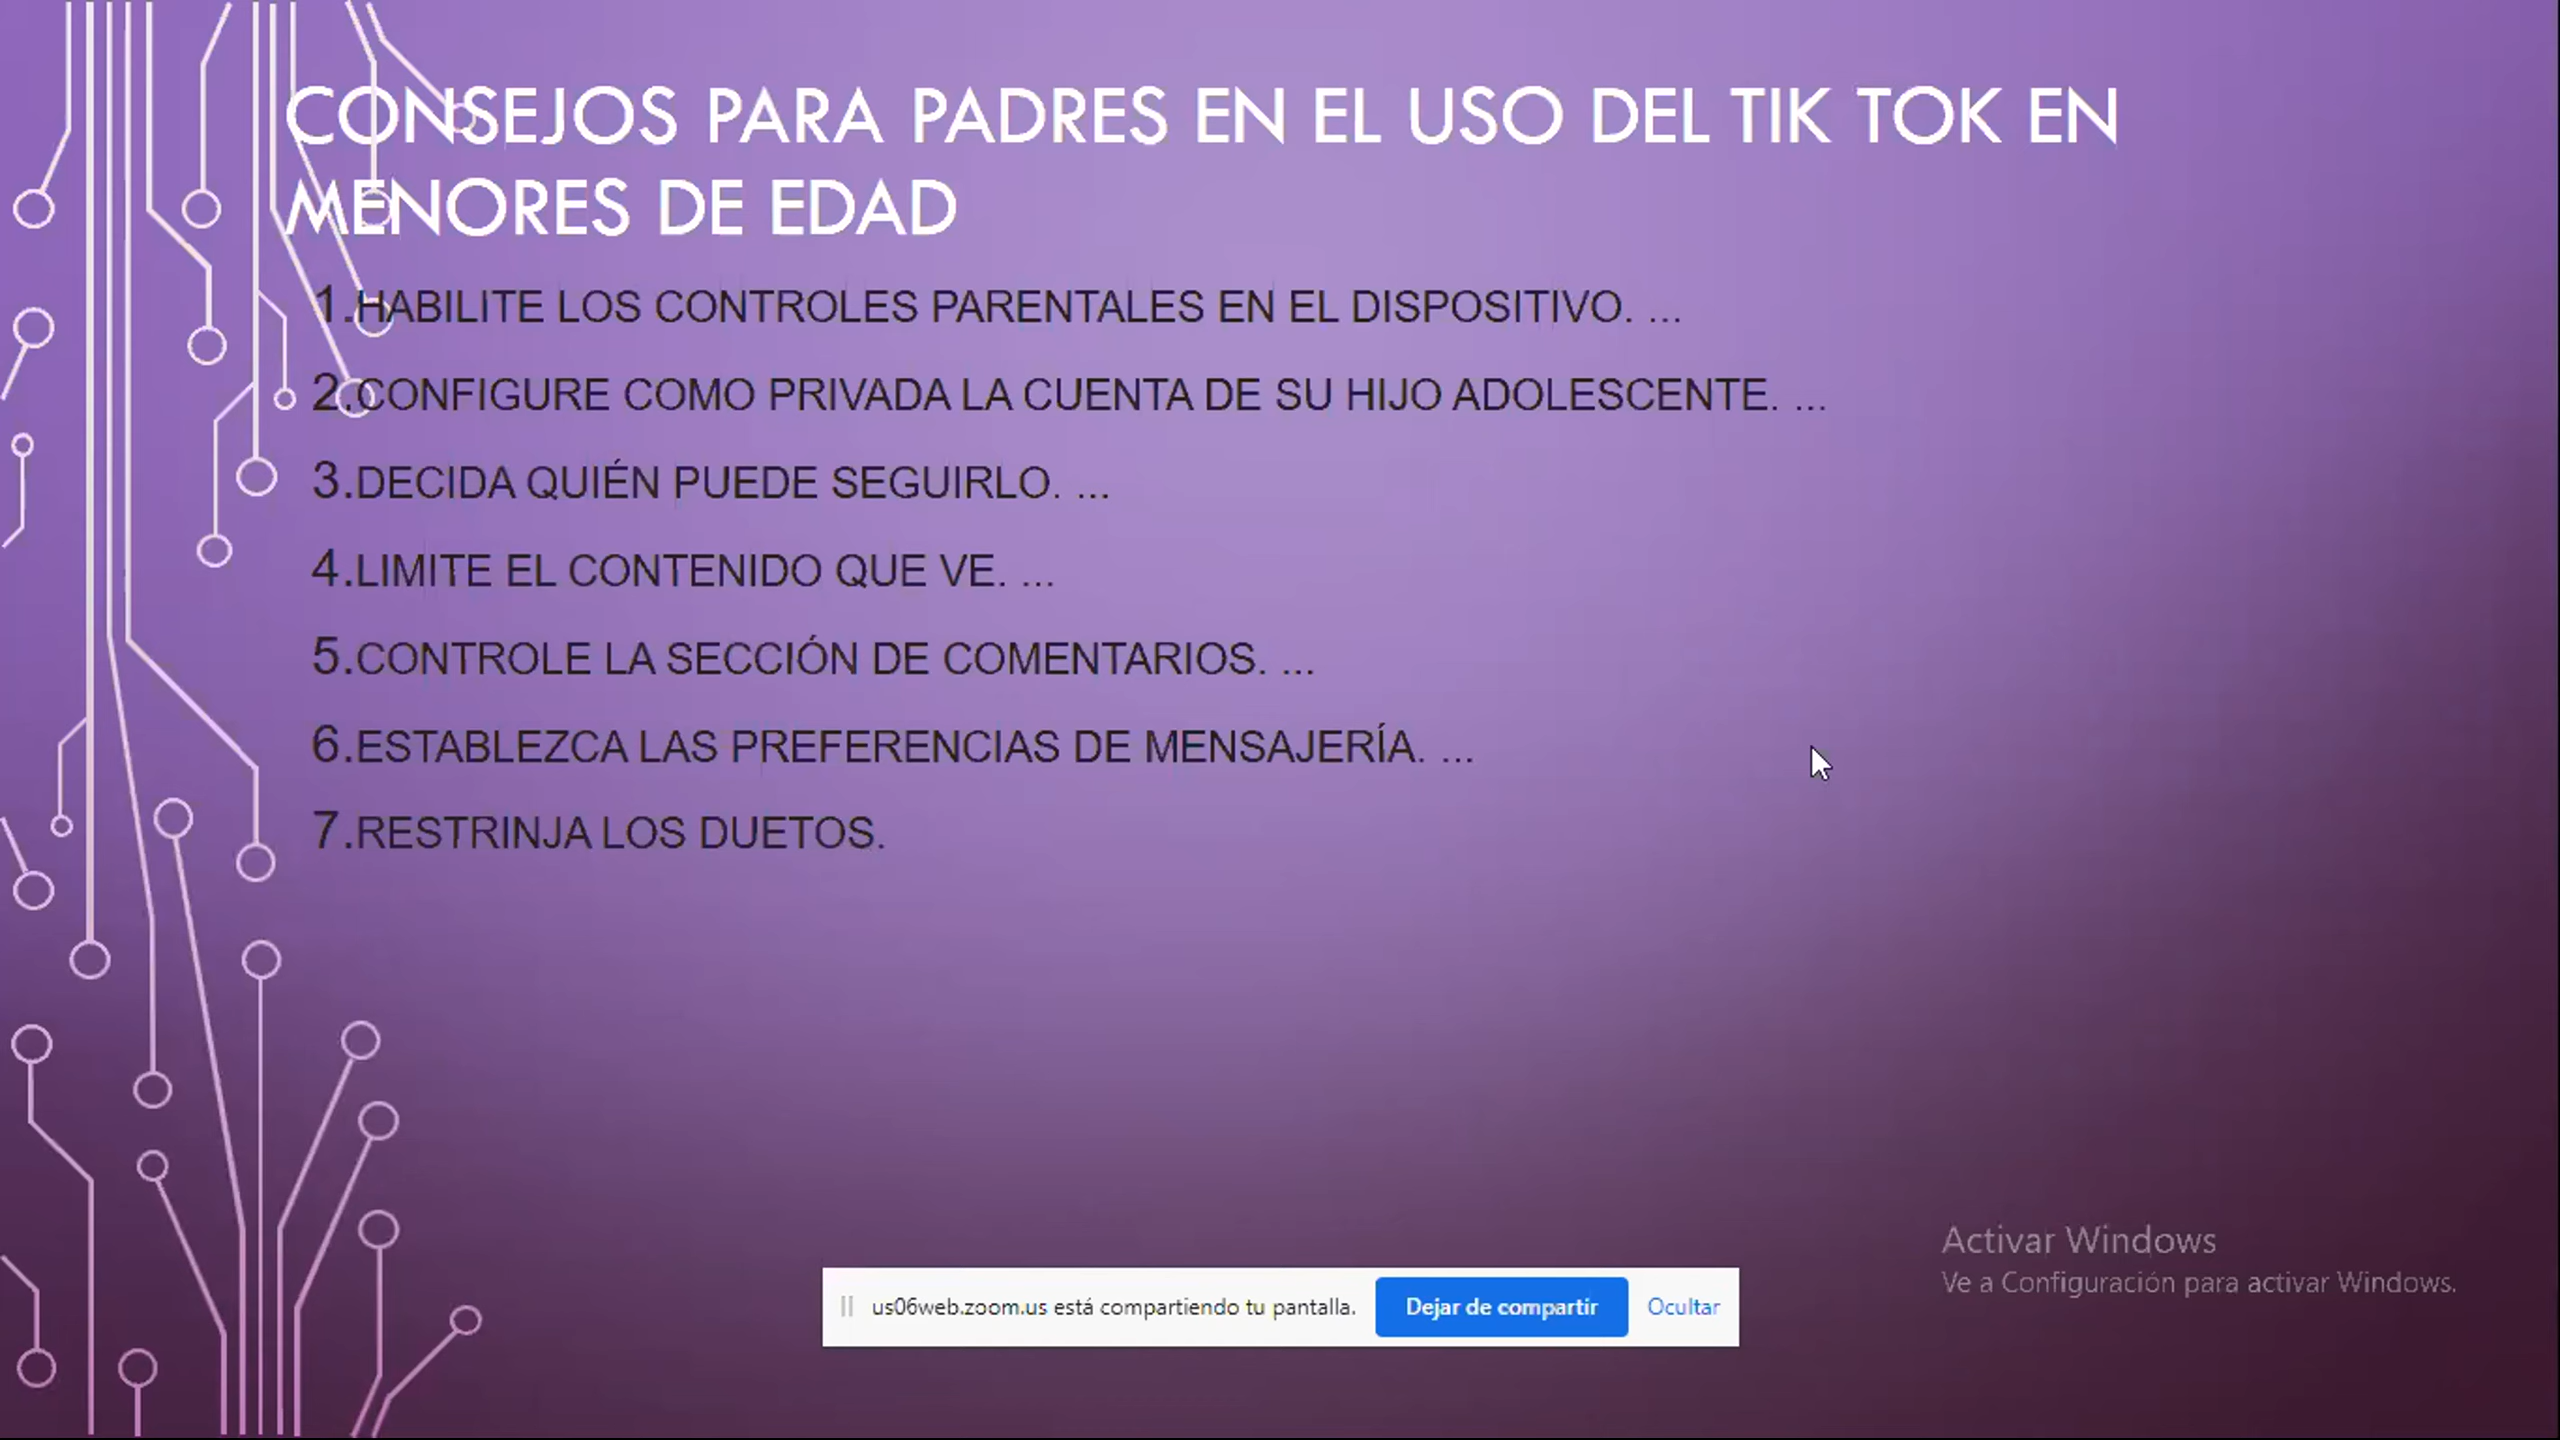 CONSEJOS PARA PADRES EN EL USO DEL TIK TOK EN
MENORES DE EDAD
1.HABILITE LOS CONTROLES PARENTALES EN EL DISPOSITIVO. ...
2.CONFIGURE COMO PRIVADA LA CUENTA DE SU HIJO ADOLESCENTE. ...
3.DECIDA QUIÉN PUEDE SEGUIRLO. ...
4.LIMITE EL CONTENIDO QUE VE. ...
5.CONTROLE LA SECCIÓN DE COMENTARIOS. ...
6.ESTABLEZCA LAS PREFERENCIAS DE MENSAJERÍA. ...
7.RESTRINJA LOS DUETOS.
Activar Windows
Ve a Configuración para activar Windows.
us06web.zoom.us está compartiendo tu pantalla. Dejar de compartir Ocultar